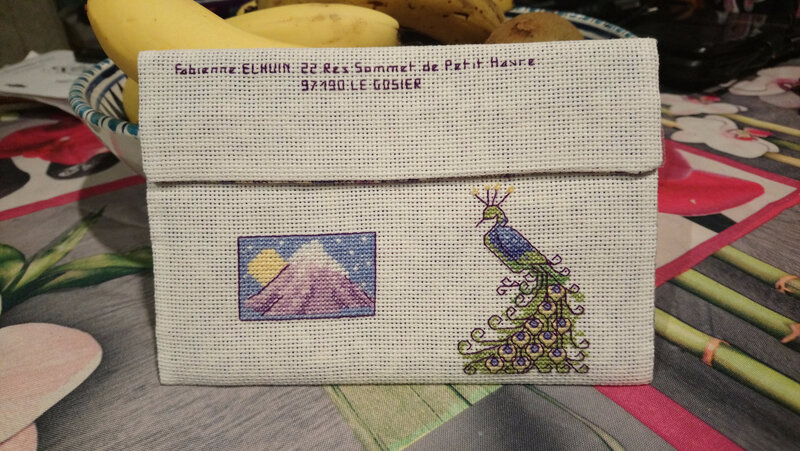 Fabienne.ELHUIN. 22 Res Sommet de Petit Havre
97190.LE GOSIER